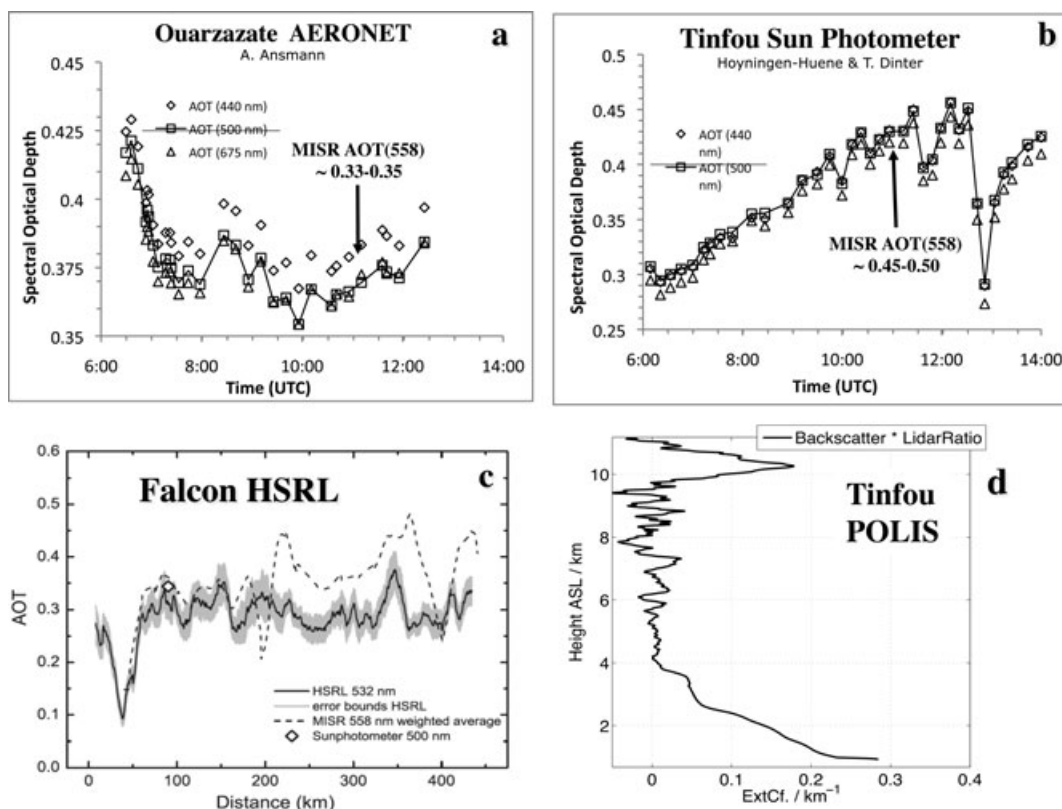 Ouarzazate AERONET
a
A. Ansmann
0.45
0.425
0.4
0.375
0.35
Spectral Optical Depth
AOT (440 nm)
AOT (500 nm)
AOT (675 nm)
MISR AOT(558)
~ 0.33-0.35
6:00
8:00
10:00
12:00
14:00
Time (UTC)
Tinfou Sun Photometer
b
Hoyningen-Huene & T. Dinter
0.5
0.45
0.4
0.35
0.3
0.25
Spectral Optical Depth
AOT (440
nm)
AOT (500
nm)
MISR AOT(558)
~ 0.45-0.50
6:00
8:00
10:00
12:00
14:00
Time (UTC)
Falcon HSRL
c
0.6
0.5
0.4
0.3
0.2
0.1
0.0
AOT
HSRL 532 nm
error bounds HSRL
MISR 558 nm weighted average
Sunphotometer 500 nm
0
100
200
300
400
Distance (km)
Backscatter * LidarRatio
d
Tinfou
POLIS
10
8
6
4
2
Height ASL / km
0
0.1
0.2
0.3
0.4
ExtCf. / km⁻¹